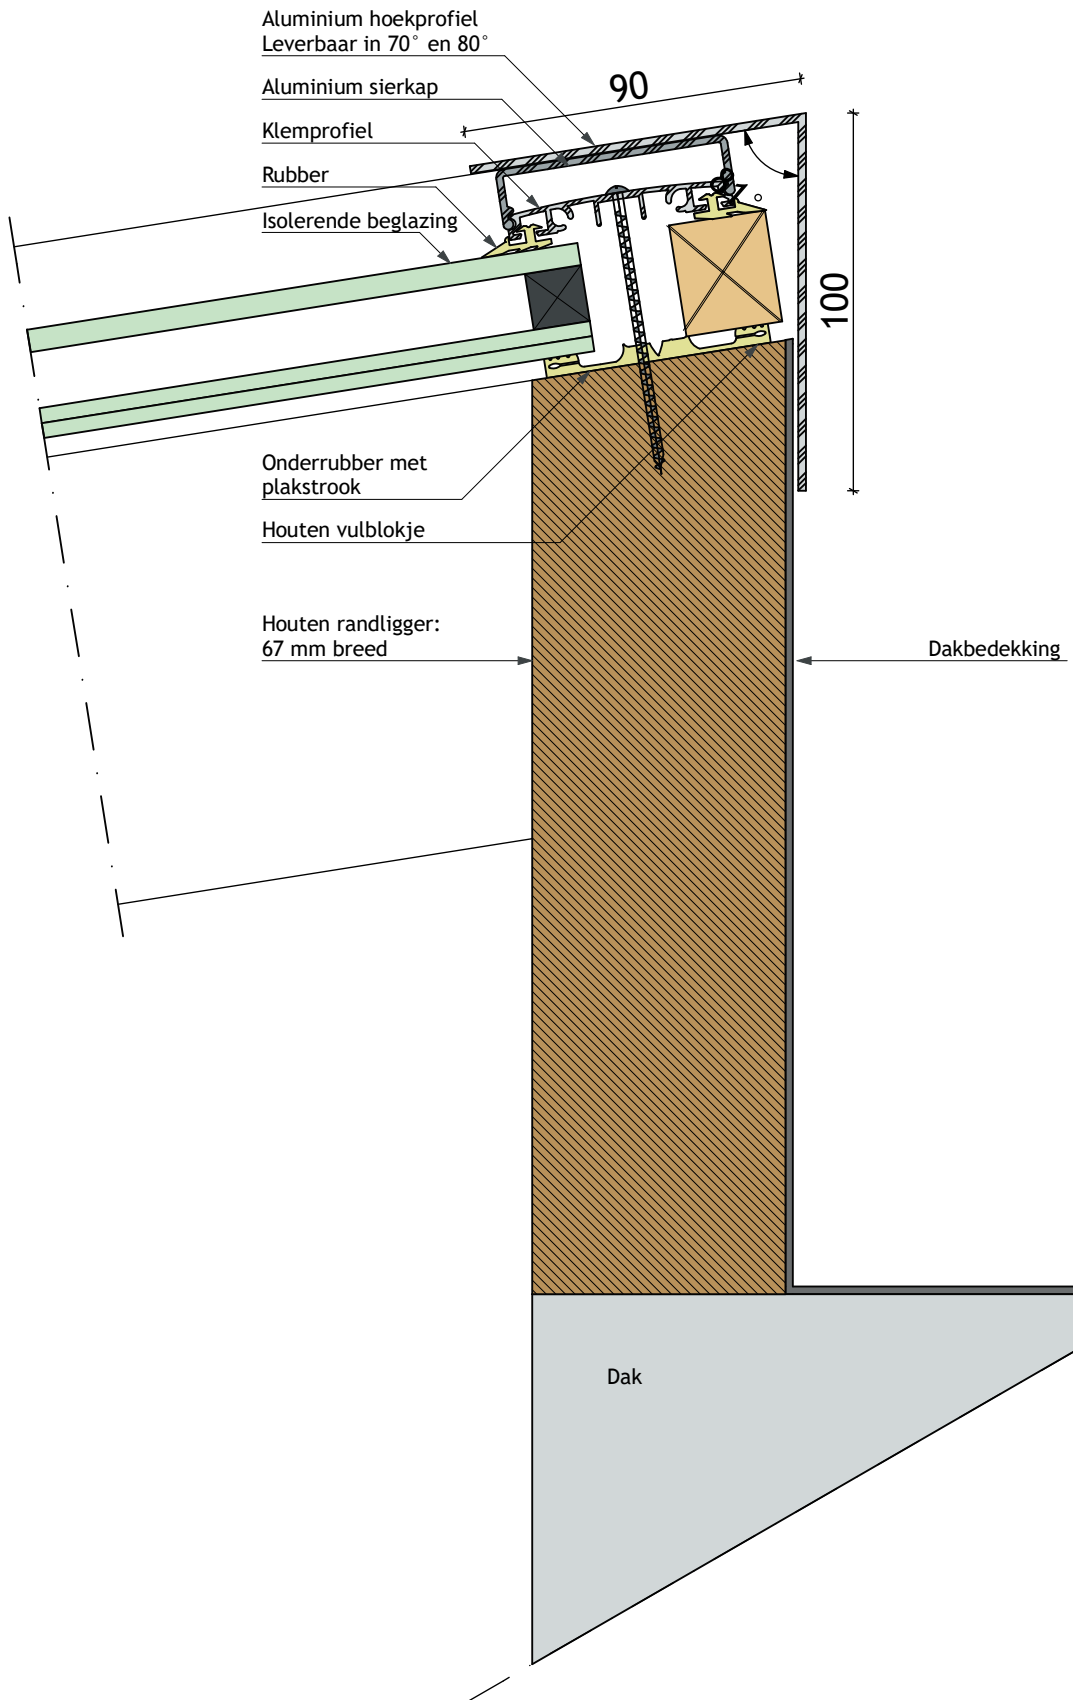 Aluminium hoekprofiel
Leverbaar in 70° en 80°
90
Aluminium sierkap
Klemprofiel
Rubber
Isolerende beglazing
100
Onderrubber met
plakstrook
Houten vulblokje
Houten randligger:
67 mm breed
Dakbedekking
Dak